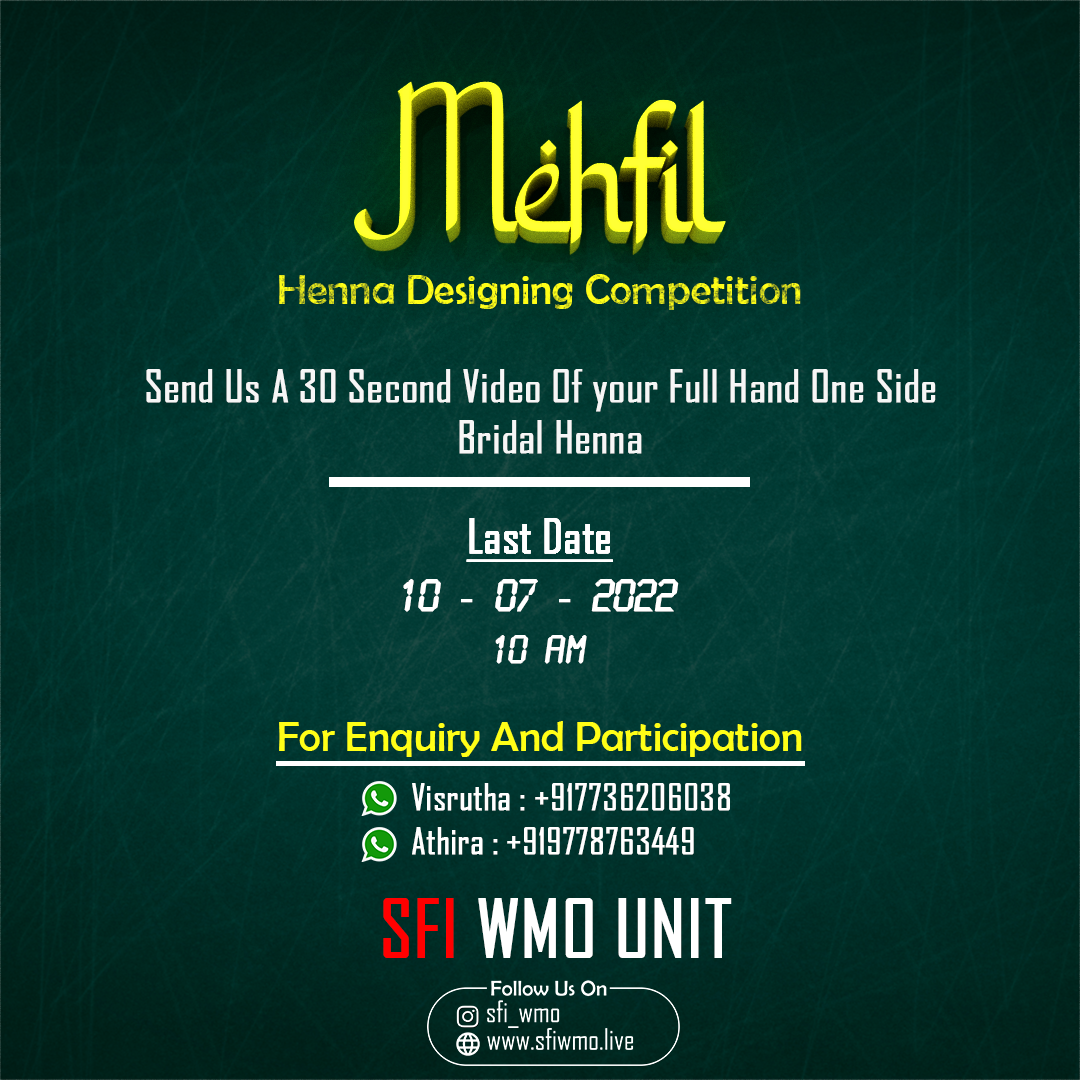 Mehfil
Henna Designing Competition
Send Us A 30 Second Video Of your Full Hand One Side
Bridal Henna
Last Date
10 - 07 - 2022
10 AM
For Enquiry And Participation
Visrutha : +917736206038
Athira : +919778763449
SFI WMO UNIT
Follow Us On
sfi_wmo
www.sfiwmo.live